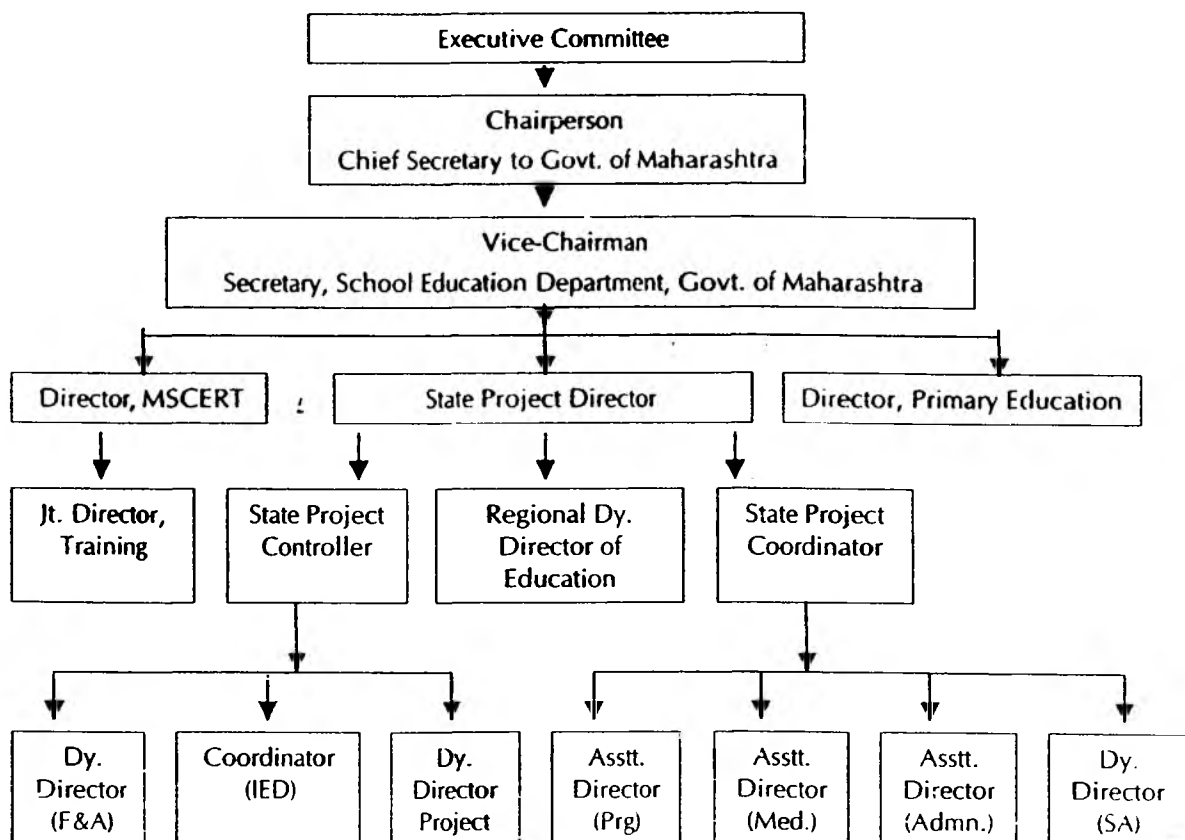 Executive Committee
Chairperson
Chief Secretary to Govt. of Maharashtra
Vice-Chairman
Secretary, School Education Department, Govt. of Maharashtra
Director, MSCERT
State Project Director
Director, Primary Education
Jt. Director,
Training
State Project
Controller
Regional Dy.
Director of
Education
State Project
Coordinator
Dy.
Director
(F&A)
Coordinator
(IED)
Dy.
Director
Project
Asstt.
Director
(Prg)
Asstt.
Director
(Med.)
Asstt.
Director
(Admn.)
Dy.
Director
(SA)